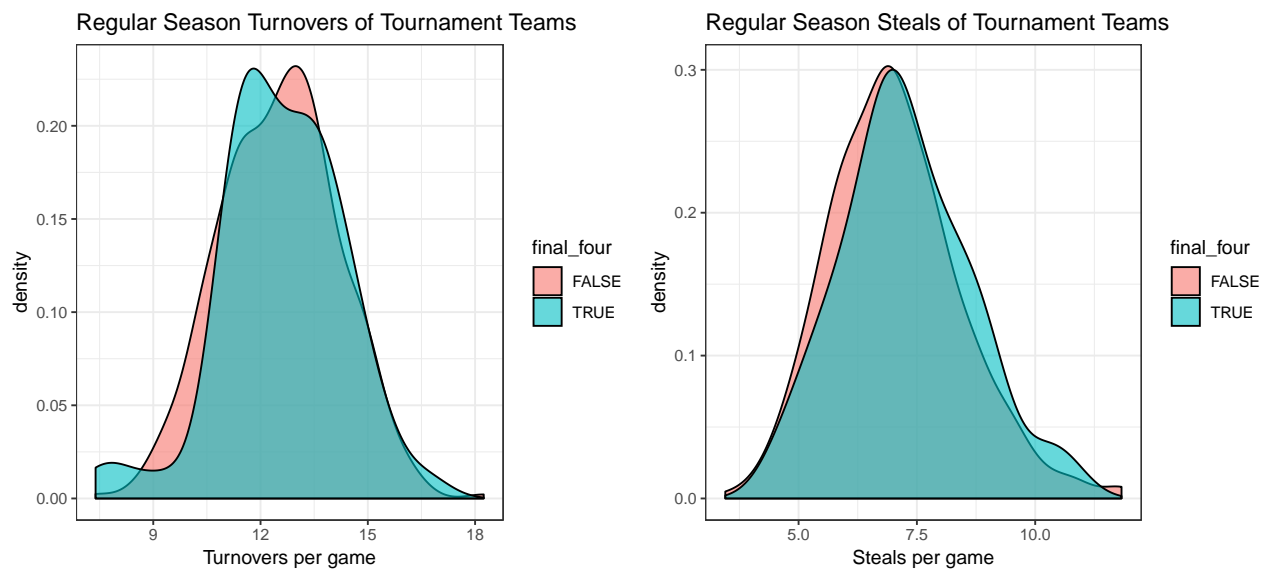 Regular Season Turnovers of Tournament Teams
density
0.20
0.15
0.10
0.05
0.00
9 12 15 18
Turnovers per game
final_four
FALSE
TRUE
Regular Season Steals of Tournament Teams
density
0.3
0.2
0.1
0.0
5.0 7.5 10.0
Steals per game
final_four
FALSE
TRUE